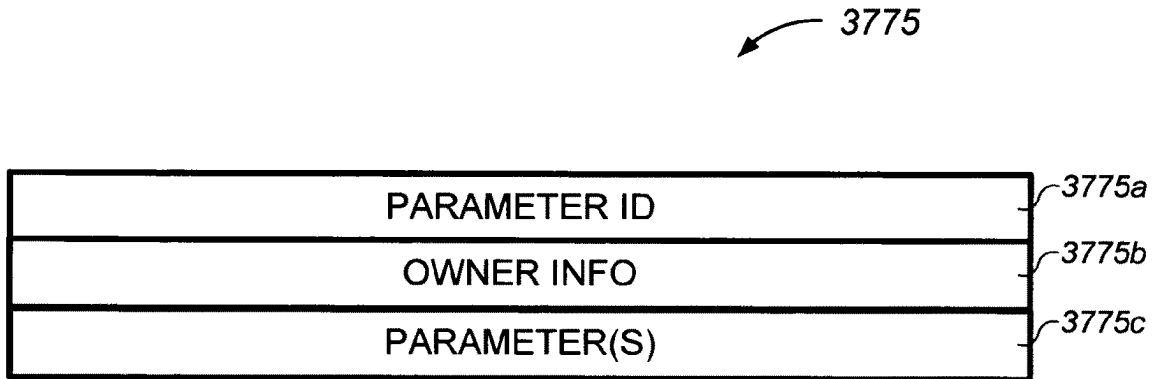 3775
PARAMETER ID 3775a
OWNER INFO 3775b
PARAMETER(S) 3775c